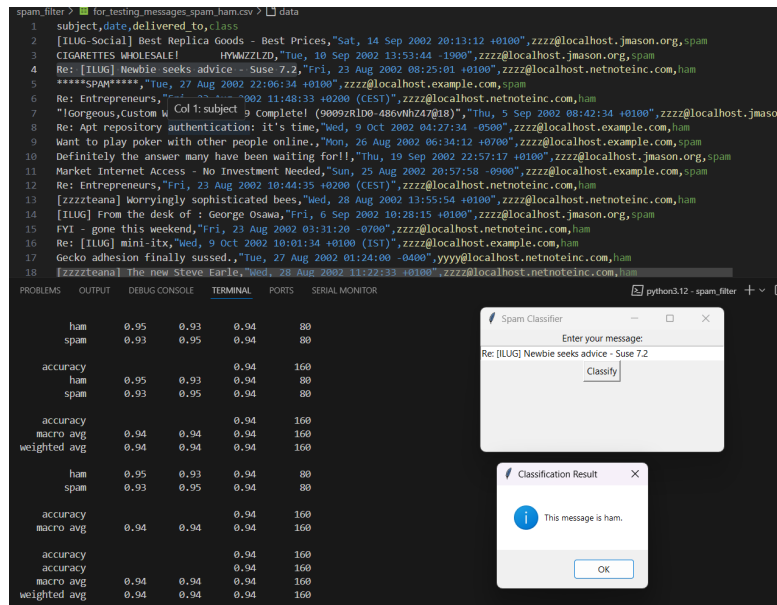 spam_filter > for_testing_messages_spam_ham.csv > data
1 subject,date,delivered_to,class
2 [ILUG-Social] Best Replica Goods - Best Prices,"Sat, 14 Sep 2002 20:13:12 +0100",zzzz@localhost.jmason.org,spam
3 CIGARETTES WHOLESALE! HYWWZZLZD,"Tue, 10 Sep 2002 13:53:44 -1900",spam
4 Re: [ILUG] Newbie seeks advice - Suse 7.2,"Fri, 23 Aug 2002 08:25:01 +0100",zzzz@localhost.netnoteinc.com,ham
5 *****SPAM*****,"Tue, 27 Aug 2002 22:06:34 +0100",zzzz@localhost.example.com,spam
6 Re: Entrepreneurs, 2002 11:48:33 +0200 (CEST)",zzzz@localhost.netnoteinc.com,ham
Col 1: subject
7 "!Gorgeous,Custom W 9 Complete! (9009zRlD0-486vNhZ47@18)","Thu, 5 Sep 2002 08:42:34 +0100",zzzz@localhost.jmaso
8 Re: Apt repository authentication: it's time,"Wed, 9 Oct 2002 04:27:34 -0500",zzzz@localhost.example.com,ham
9 Want to play poker with other people online.,"Mon, 26 Aug 2002 06:34:12 +0700",zzzz@localhost.example.com,spam
10 Definitely the answer many have been waiting for!!,"Thu, 19 Sep 2002 22:57:17 +0100",zzzz@localhost.jmason.org,spam
11 Market Internet Access - No Investment Needed,"Sun, 25 Aug 2002 20:57:58 -0900",zzzz@localhost.example.com,spam
12 Re: Entrepreneurs,"Fri, 23 Aug 2002 10:44:35 +0200 (CEST)",zzzz@localhost.netnoteinc.com,ham
13 [zzzzteana] Worryingly sophisticated bees,"Wed, 28 Aug 2002 13:55:54 +0100",zzzz@localhost.netnoteinc.com,ham
14 [ILUG] From the desk of : George Osawa,"Fri, 6 Sep 2002 10:28:15 +0100",zzzz@localhost.jmason.org,spam
15 FYI - gone this weekend,"Fri, 23 Aug 2002 03:31:20 -0700",zzzz@localhost.netnoteinc.com,ham
16 Re: [ILUG] mini-itx,"Wed, 9 Oct 2002 10:01:34 +0100 (IST)",zzzz@localhost.example.com,ham
17 Gecko adhesion finally sussed.,"Tue, 27 Aug 2002 01:24:00 -0400",yyyy@localhost.netnoteinc.com,ham
18 [zzzzteana] The new Steve Earle,"Wed, 28 Aug 2002 11:22:33 +0100",zzzz@localhost.netnoteinc.com,ham
PROBLEMS OUTPUT DEBUG CONSOLE TERMINAL PORTS SERIAL MONITOR python3.12 - spam_filter
ham 0.95 0.93 0.94 80
spam 0.93 0.95 0.94 80
accuracy 0.94 160
ham 0.95 0.93 0.94 80
spam 0.93 0.95 0.94 80
accuracy 0.94 160
macro avg 0.94 0.94 0.94 160
weighted avg 0.94 0.94 0.94 160
ham 0.95 0.93 0.94 80
spam 0.93 0.95 0.94 80
accuracy 0.94 160
macro avg 0.94 0.94 0.94 160
accuracy 0.94 160
accuracy 0.94 160
macro avg 0.94 0.94 0.94 160
weighted avg 0.94 0.94 0.94 160
Spam Classifier
Enter your message:
Re: [ILUG] Newbie seeks advice - Suse 7.2
Classify
Classification Result
This message is ham.
OK